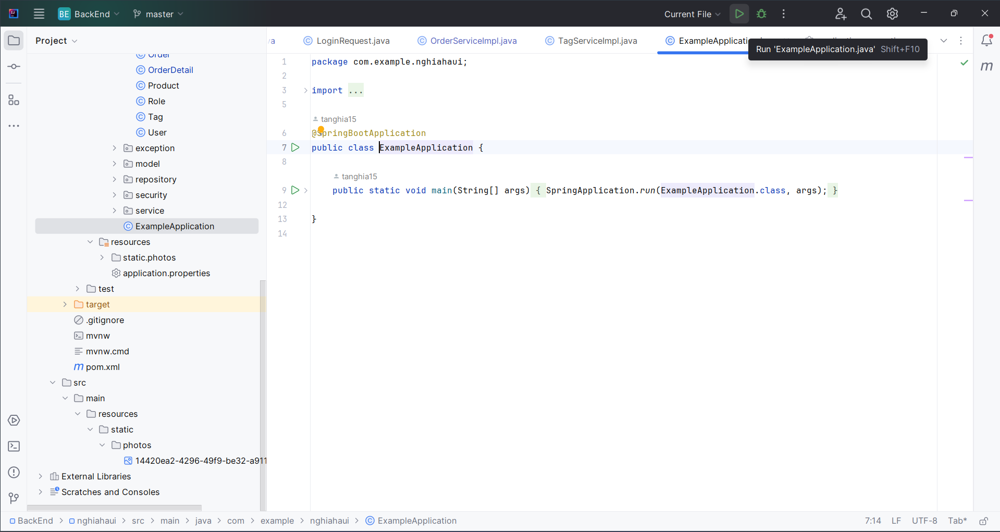 BE BackEnd master Current File
Project
va LoginRequest.java OrderServiceImpl.java TagServiceImpl.java ExampleApplicati
Run 'ExampleApplication.java' Shift+F10
Order
OrderDetail
Product
Role
Tag
User
exception
model
repository
security
service
ExampleApplication
resources
static.photos
application.properties
test
target
.gitignore
mvnw
mvnw.cmd
m pom.xml
src
main
resources
static
photos
14420ea2-4296-49f9-be32-a911
External Libraries
Scratches and Consoles
1 package com.example.nghiahaui;
2
3 import ...
5
tanghia15
6 @SpringBootApplication
7 public class ExampleApplication {
8
tanghia15
9 public static void main(String[] args) { SpringApplication.run(ExampleApplication.class, args); }
12
13 }
14
m
BackEnd > nghiahaui > src > main > java > com > example > nghiahaui > ExampleApplication
7:14 LF UTF-8 Tab*